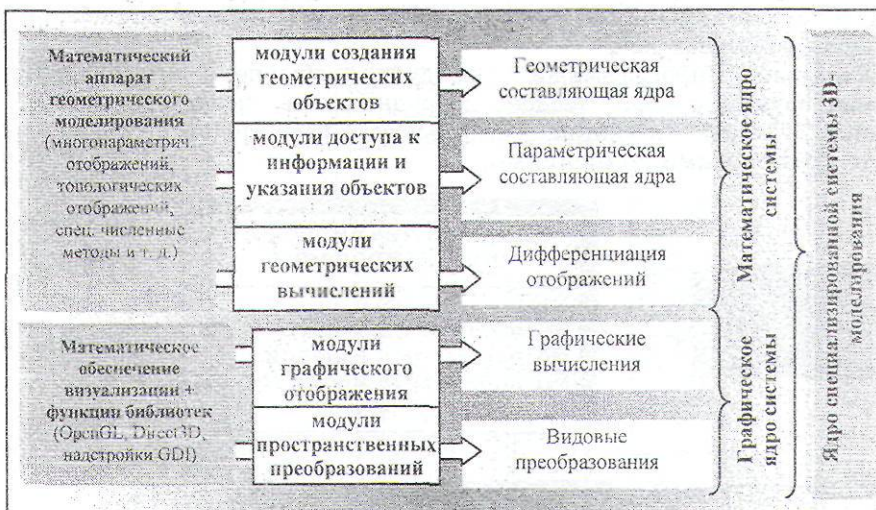 Математический
аппарат
геометрического
моделирования
(многопараметрич.
отображений,
топологических
отображений,
спец. численные
методы и т. д.)
Математическое
обеспечение
визуализации +
функции библиотек
(OpenGL, Direct3D,
надстройки GDI)
модули создания
геометрических
объектов
модули доступа к
информации и
указания объектов
модули
геометрических
вычислений
модули
графического
отображения
модули
пространственных
преобразований
Геометрическая
составляющая ядра
Параметрическая
составляющая ядра
Дифференциация
отображений
Графические
вычисления
Видовые
преобразования
Математическое ядро
системы
Графическое
ядро системы
Ядро специализированной системы 3D-
моделирования